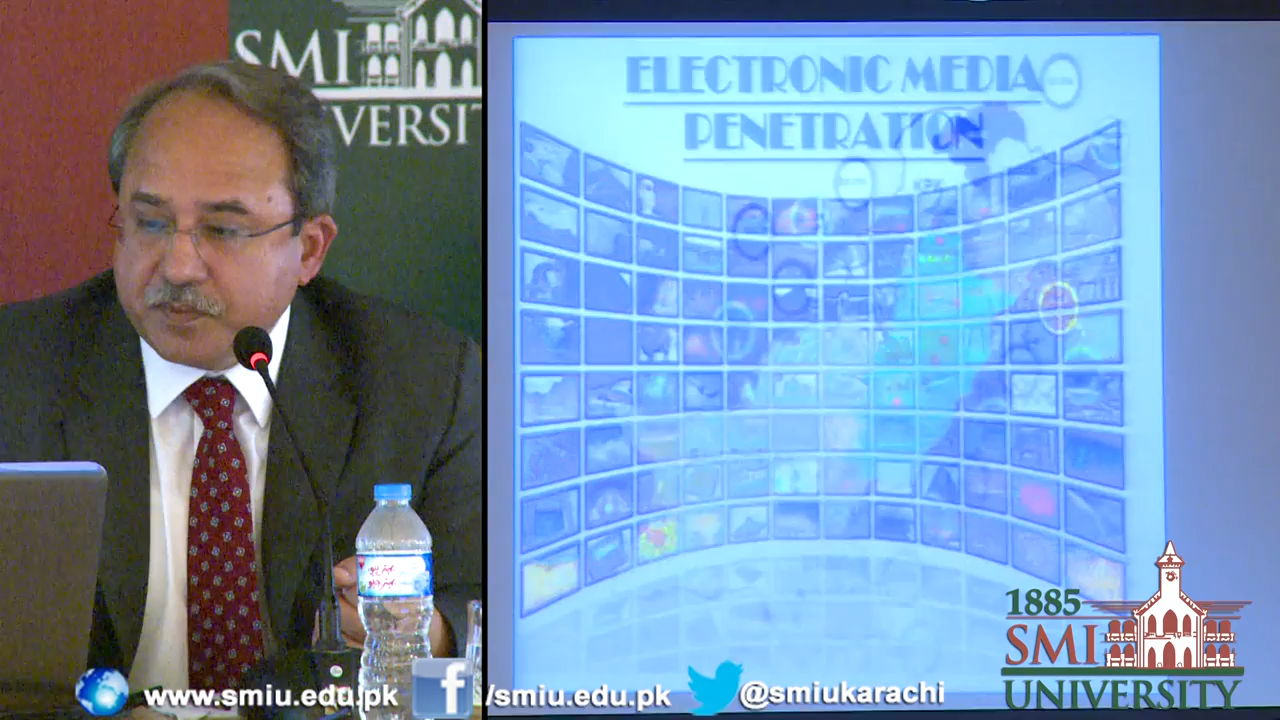 SMI
VERSIT
ELECTRONIC MEDIA
PENETRATION
1885
SMI
UNIVERSITY
www.smiu.edu.pk
/smiu.edu.pk
@smiukarachi